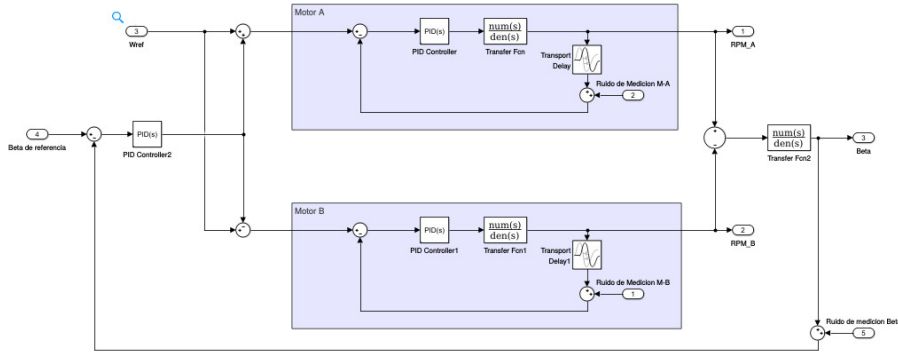 Motor A
3
Wref
PID(s)
PID Controller
num(s)
den(s)
Transfer Fcn
Transport
Delay
Ruido de Medicion M-A
2
1
RPM_A
4
Beta de referencia
PID(s)
PID Controller2
num(s)
den(s)
Transfer Fcn2
3
Beta
Motor B
PID(s)
PID Controller1
num(s)
den(s)
Transfer Fcn1
Transport
Delay1
Ruido de Medicion M-B
1
2
RPM_B
Ruido de medicion Beta
5